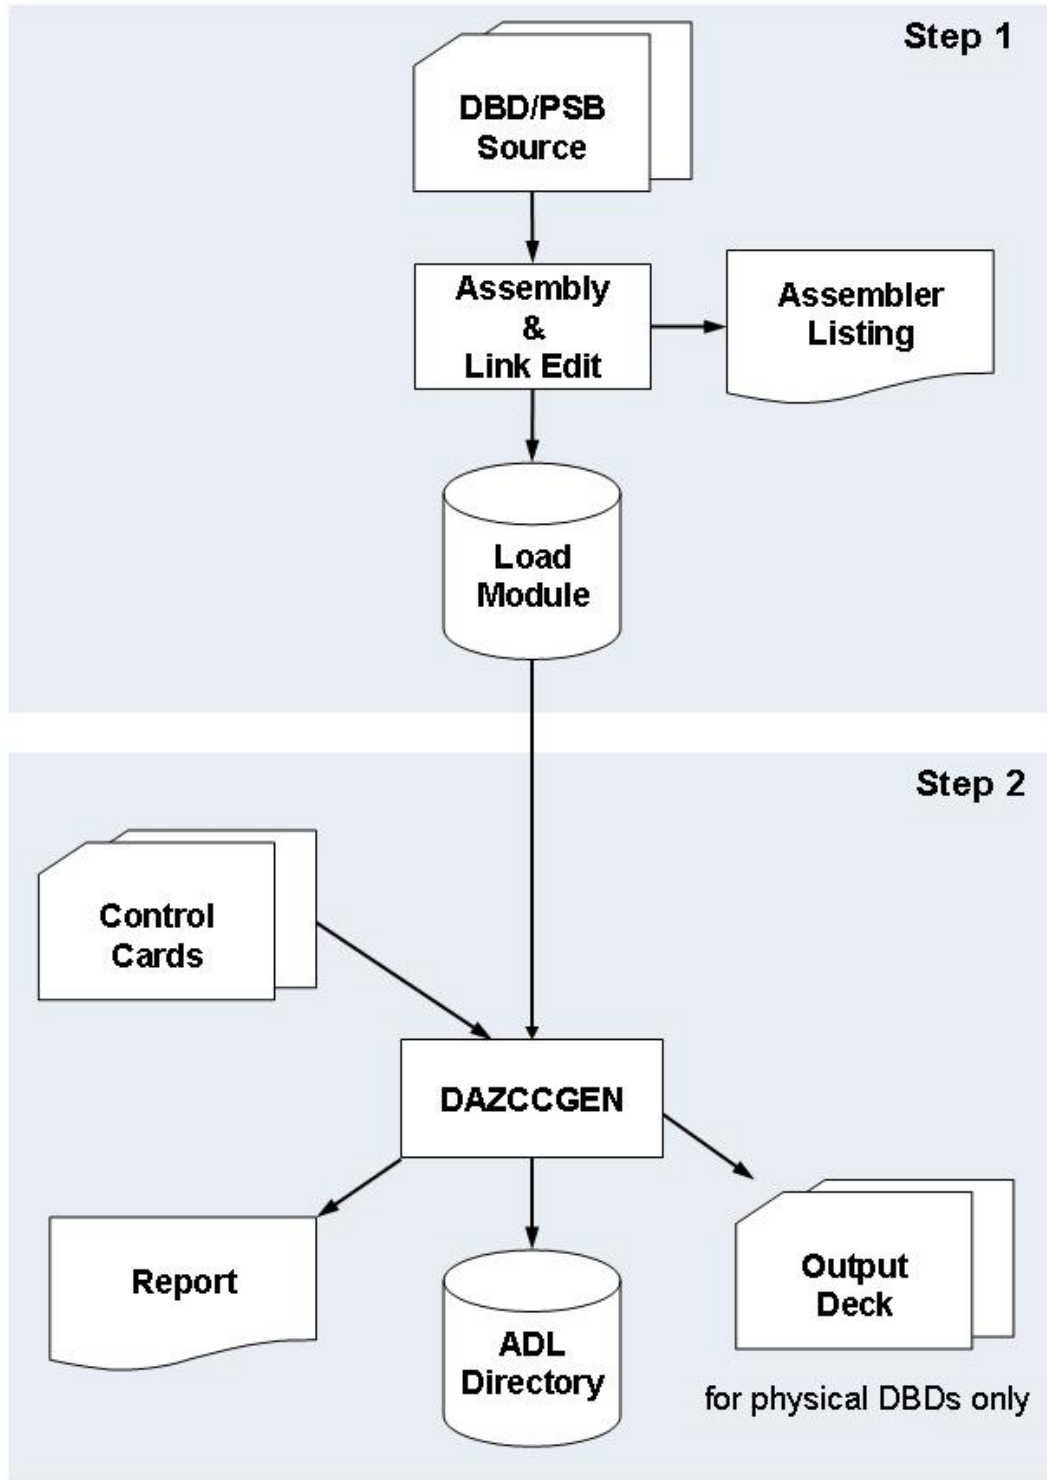 Step 1
DBD/PSB
Source
Assembly
&
Link Edit
Assembler
Listing
Load
Module
Step 2
Control
Cards
DAZCCGEN
Report
ADL
Directory
Output
Deck
for physical DBDs only